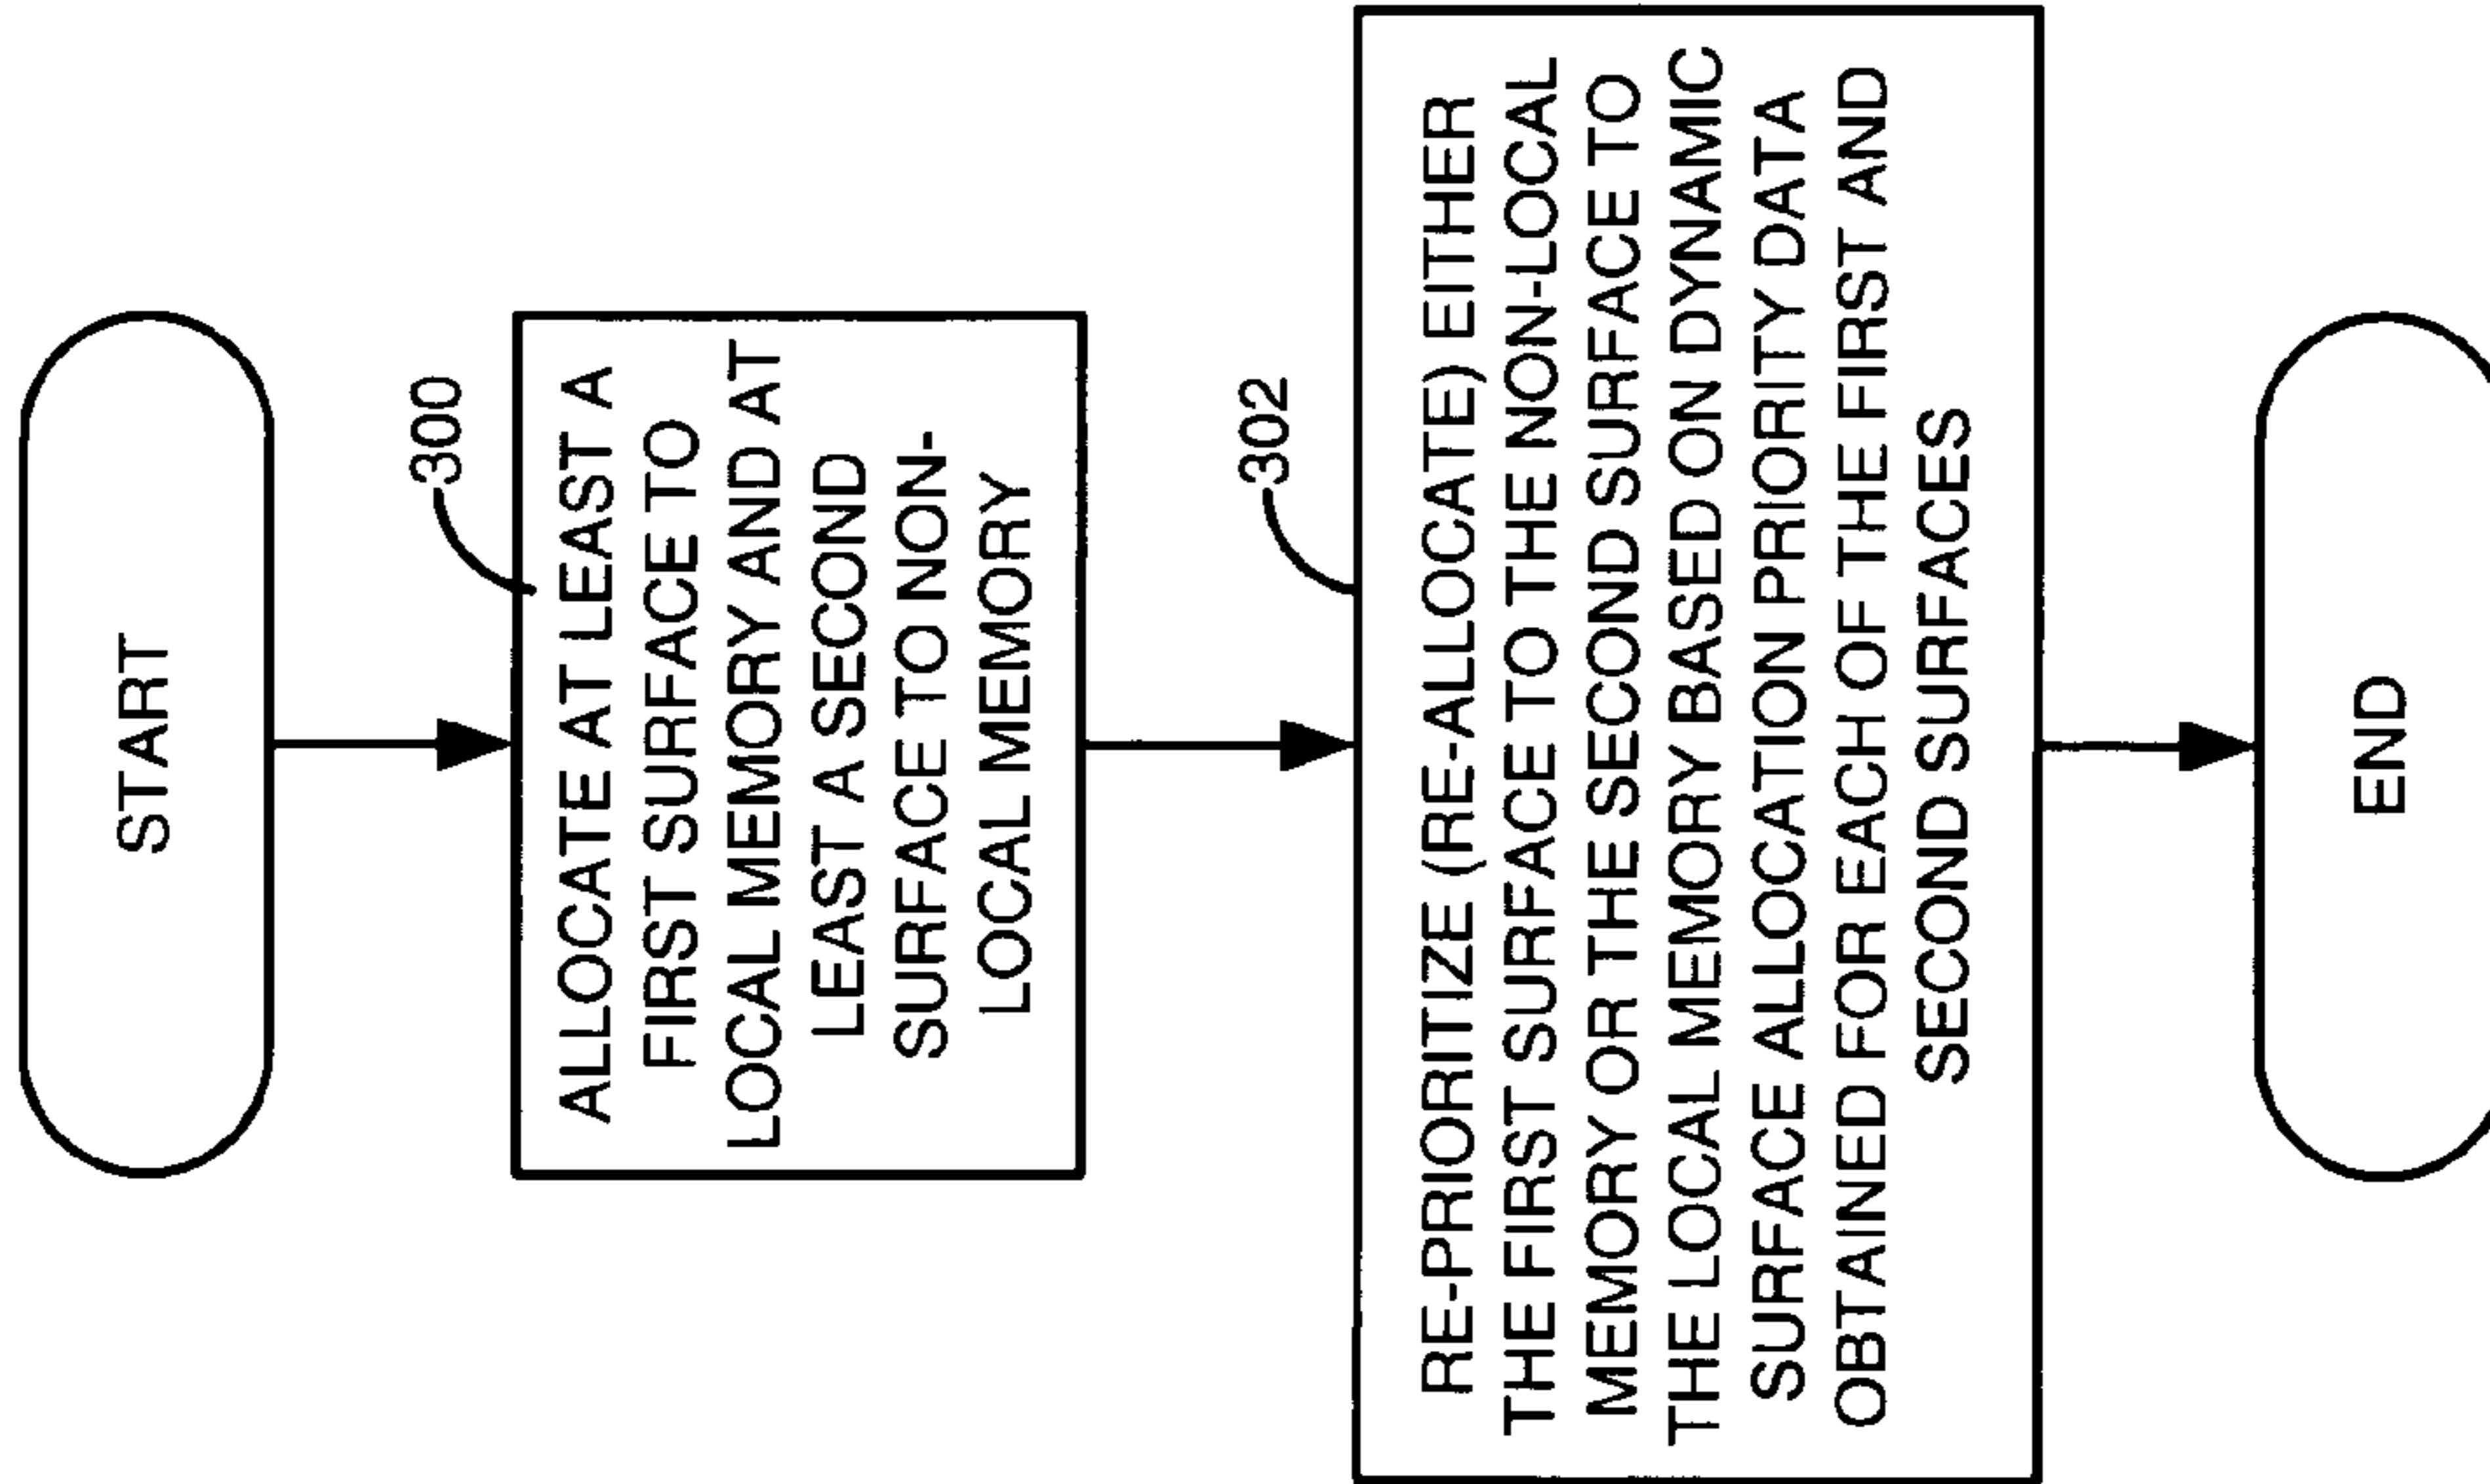 START
300
ALLOCATE AT LEAST A
FIRST SURFACE TO
LOCAL MEMORY AND AT
LEAST A SECOND
SURFACE TO NON-
LOCAL MEMORY
302
RE-PRIORITIZE (RE-ALLOCATE) EITHER
THE FIRST SURFACE TO THE NON-LOCAL
MEMORY OR THE SECOND SURFACE TO
THE LOCAL MEMORY BASED ON DYNAMIC
SURFACE ALLOCATION PRIORITY DATA
OBTAINED FOR EACH OF THE FIRST AND
SECOND SURFACES
END